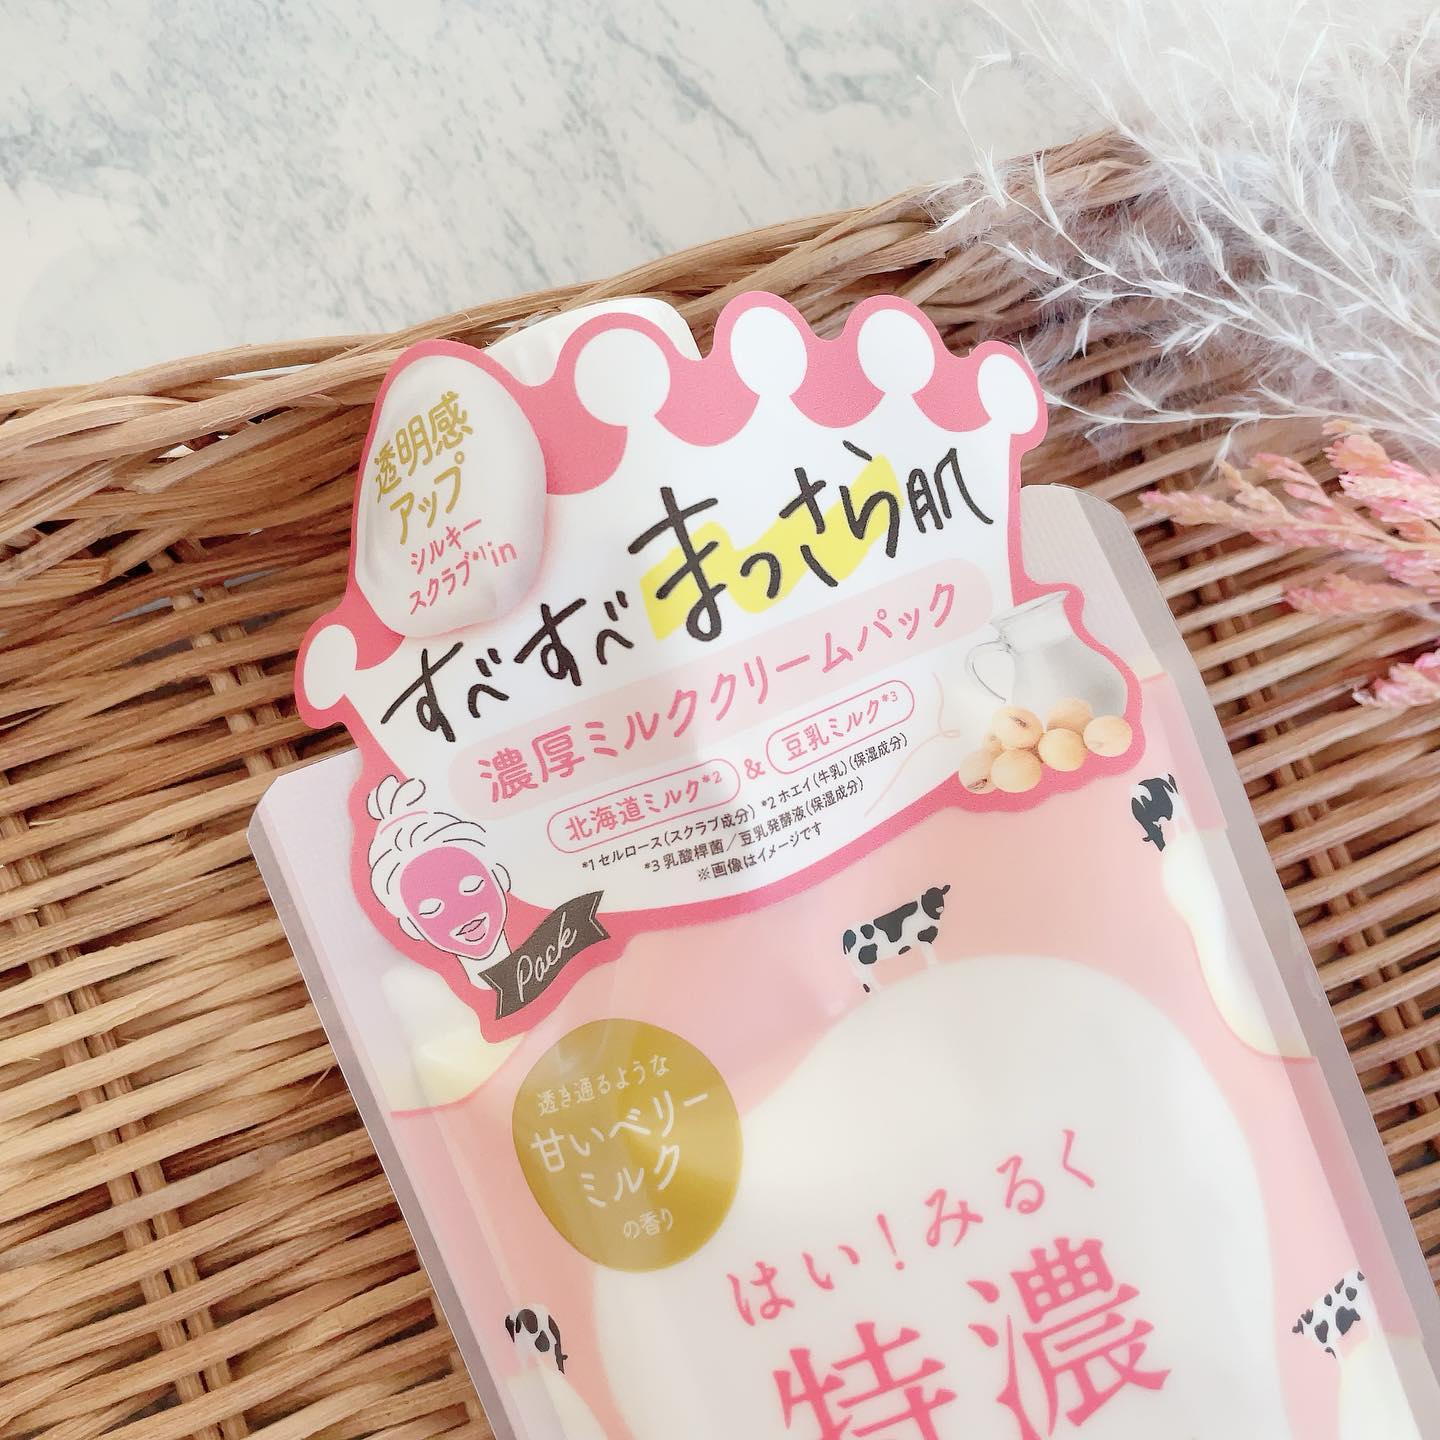 透明感
アップ
シルキー
スクラブ*1in
すべすべまっさら肌
濃厚ミルククリームパック
北海道ミルク*2 & 豆乳ミルク*3
*1 セルロース(スクラブ成分) *2 ホエイ(牛乳)(保湿成分)
*3 乳酸桿菌/豆乳発酵液(保湿成分)
※画像はイメージです
Pack
透き通るような
甘いベリー
ミルク
の香り
はい!みるく
特濃